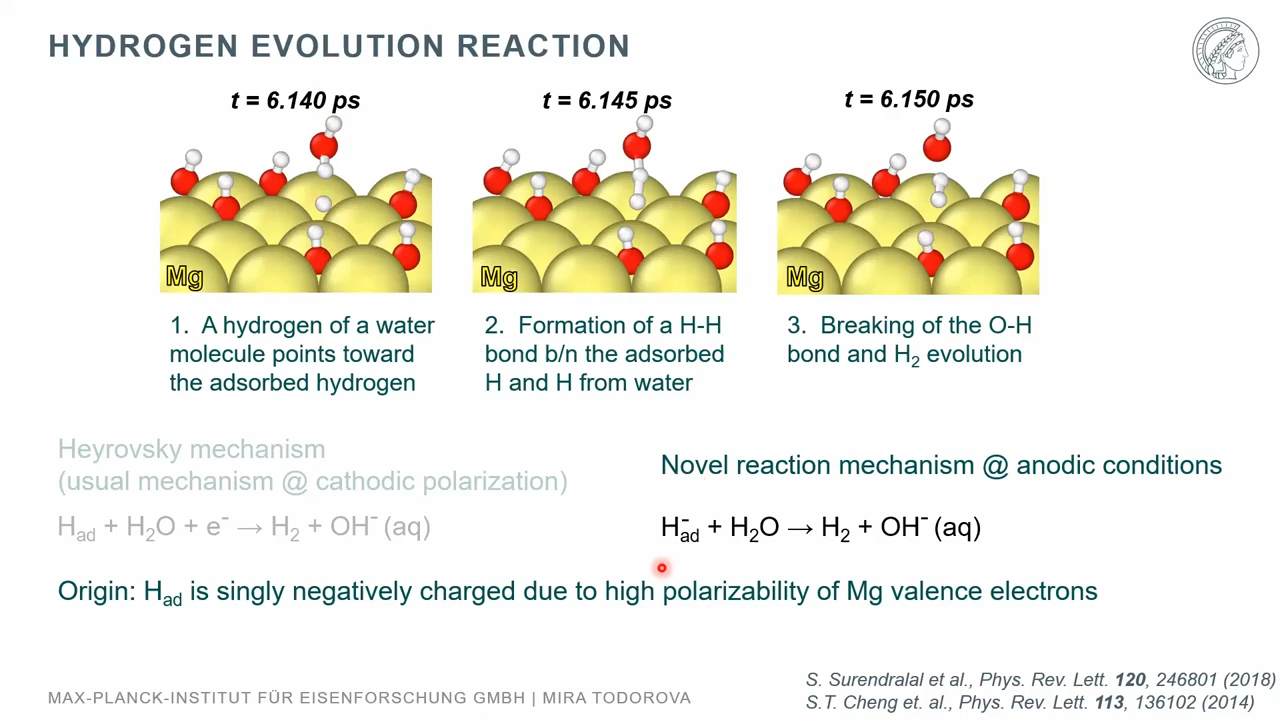 HYDROGEN EVOLUTION REACTION
t = 6.140 ps
t = 6.145 ps
t = 6.150 ps
Mg
Mg
Mg
1. A hydrogen of a water
molecule points toward
the adsorbed hydrogen
2. Formation of a H-H
bond b/n the adsorbed
H and H from water
3. Breaking of the O-H
bond and H₂ evolution
Heyrovsky mechanism
(usual mechanism @ cathodic polarization)
H_ad + H₂O + e⁻ → H₂ + OH⁻ (aq)
Novel reaction mechanism @ anodic conditions
H⁻_ad + H₂O → H₂ + OH⁻ (aq)
Origin: H_ad is singly negatively charged due to high polarizability of Mg valence electrons
MAX-PLANCK-INSTITUT FÜR EISENFORSCHUNG GMBH | MIRA TODOROVA
S. Surendralal et al., Phys. Rev. Lett. 120, 246801 (2018)
S.T. Cheng et. al., Phys. Rev. Lett. 113, 136102 (2014)